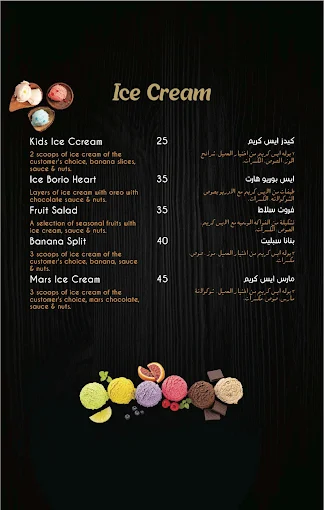 Ice Cream
Kids Ice Ccream 25 كيدز ايس كريم
2 scoops of ice cream of the
customer's choice, banana slices,
sauce & nuts.
٢ بوله ايس كريم من اختيار العميل شرائح
الموز الصوص المكسرات.
Ice Borio Heart 35 ايس بوريو هارت
Layers of ice cream with oreo with
chocolate sauce & nuts.
طبقات من الايس كريم مع الاوريو بصوص
الشوكولاتة المكسرات.
Fruit Salad 35 فروت سلاط
A selection of seasonal fruits with
ice cream, sauce & nuts.
تشكيلة من الفواكه الموسمية مع الايس كريم
الصوص المكسرات.
Banana Split 40 بنانا سبليت
3 scoops of ice cream of the
customer's choice, banana, sauce
& nuts.
٣ بوله ايس كريم من اختيار العميل موز صوص
مكسرات.
Mars Ice Cream 45 مارس ايس كريم
3 scoops of ice cream of the
customer's choice, mars chocolate,
sauce & nuts.
٣ بوله ايس كريم من اختيار العميل شوكولاتة
مارس صوص مكسرات.